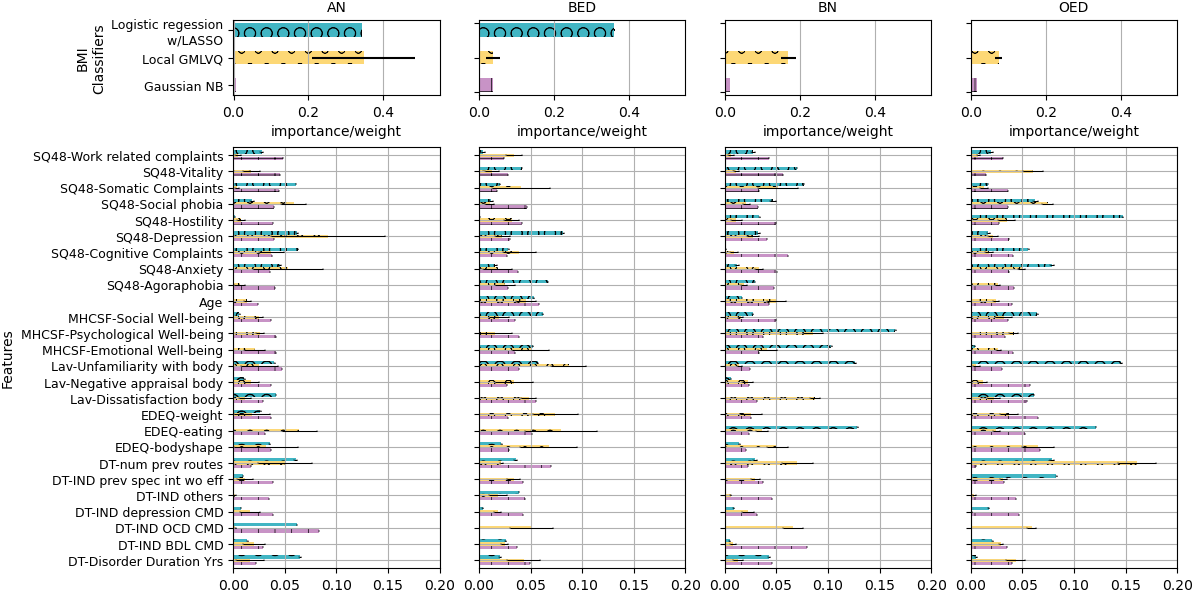 AN BED BN OED
BMI
Classifiers
Logistic regression
w/LASSO
Local GMLVQ
Gaussian NB
0.0 0.2 0.4 0.0 0.2 0.4 0.0 0.2 0.4 0.0 0.2 0.4
importance/weight importance/weight importance/weight importance/weight
Features
SQ48-Work related complaints
SQ48-Vitality
SQ48-Somatic Complaints
SQ48-Social phobia
SQ48-Hostility
SQ48-Depression
SQ48-Cognitive Complaints
SQ48-Anxiety
SQ48-Agoraphobia
Age
MHCSF-Social Well-being
MHCSF-Psychological Well-being
MHCSF-Emotional Well-being
Lav-Unfamiliarity with body
Lav-Negative appraisal body
Lav-Dissatisfaction body
EDEQ-weight
EDEQ-eating
EDEQ-bodyshape
DT-num prev routes
DT-IND prev spec int wo eff
DT-IND others
DT-IND depression CMD
DT-IND OCD CMD
DT-IND BDL CMD
DT-Disorder Duration Yrs
0.00 0.05 0.10 0.15 0.20 0.00 0.05 0.10 0.15 0.20 0.00 0.05 0.10 0.15 0.20 0.00 0.05 0.10 0.15 0.20